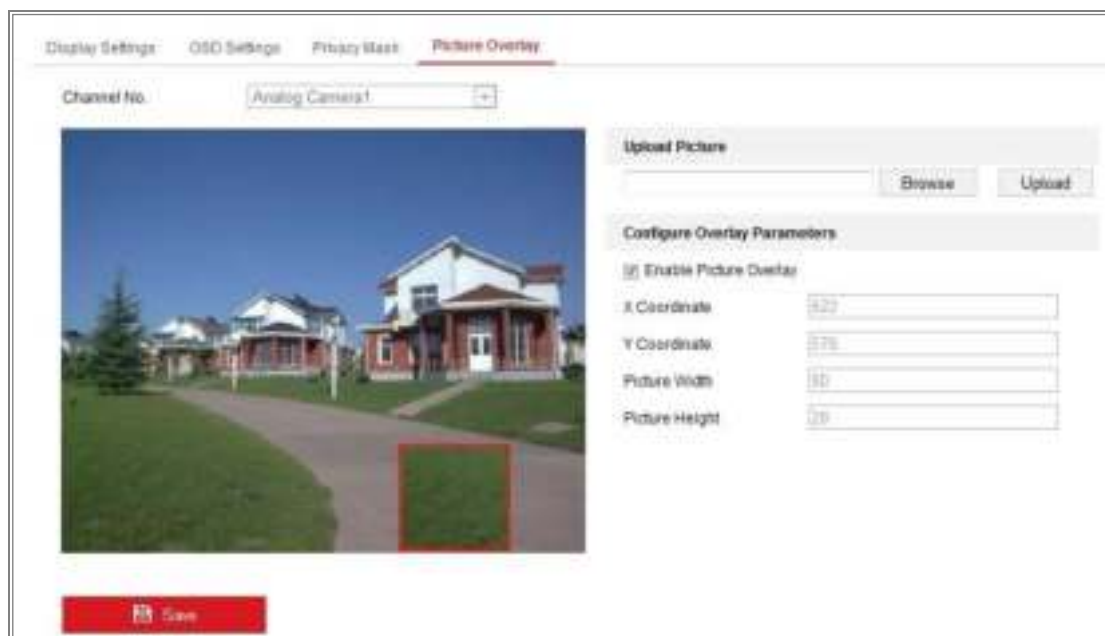 Display Settings OSD Settings Privacy Mask Picture Overlay
Channel No. Analog Camera1
Upload Picture
Browse Upload
Configure Overlay Parameters
Enable Picture Overlay
X Coordinate
Y Coordinate
Picture Width
Picture Height
Save